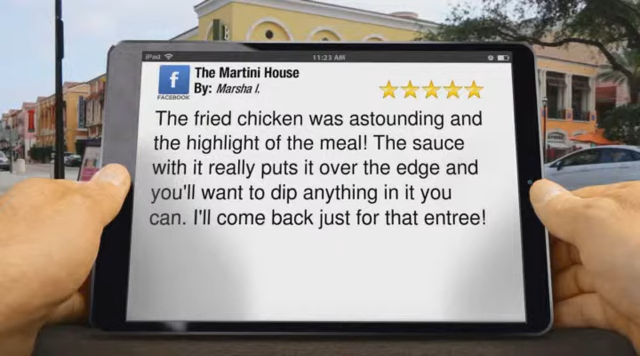 iPad
11:23 AM
The Martini House
By: Marsha I.
f
FACEBOOK
The fried chicken was astounding and
the highlight of the meal! The sauce
with it really puts it over the edge and
you'll want to dip anything in it you
can. I'll come back just for that entree!